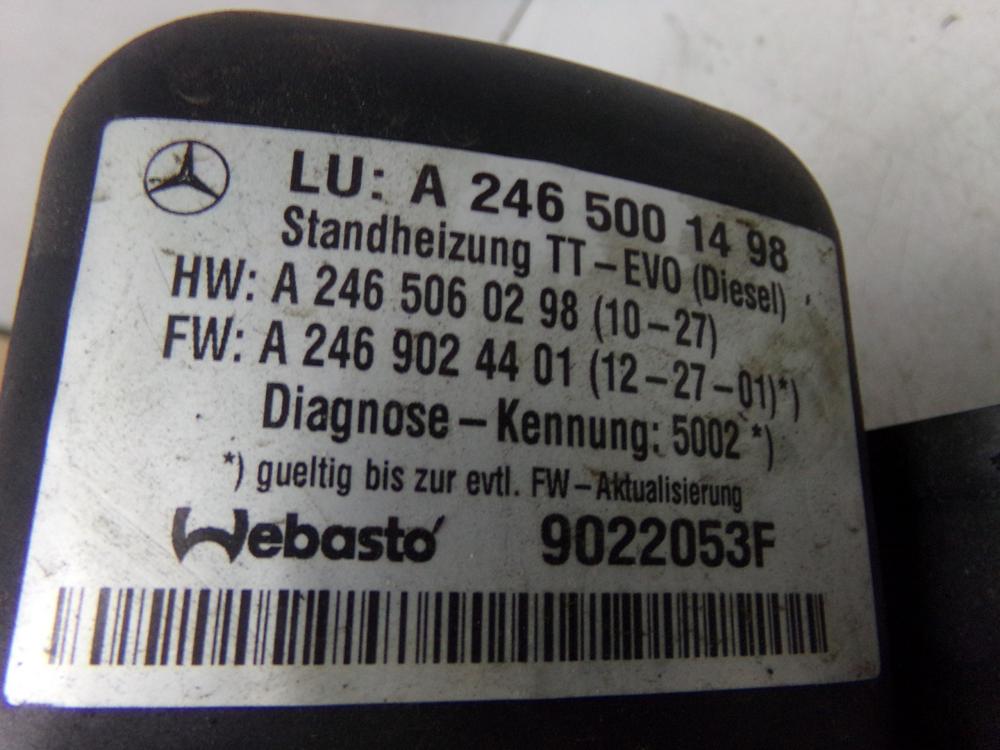 LU: A 246 500 14 98
Standheizung TT-EVO (Diesel)
HW: A 246 506 02 98 (10-27)
FW: A 246 902 44 01 (12-27-01)*)
Diagnose-Kennung: 5002*)
*) gueltig bis zur evtl. FW-Aktualisierung
Webasto 9022053F